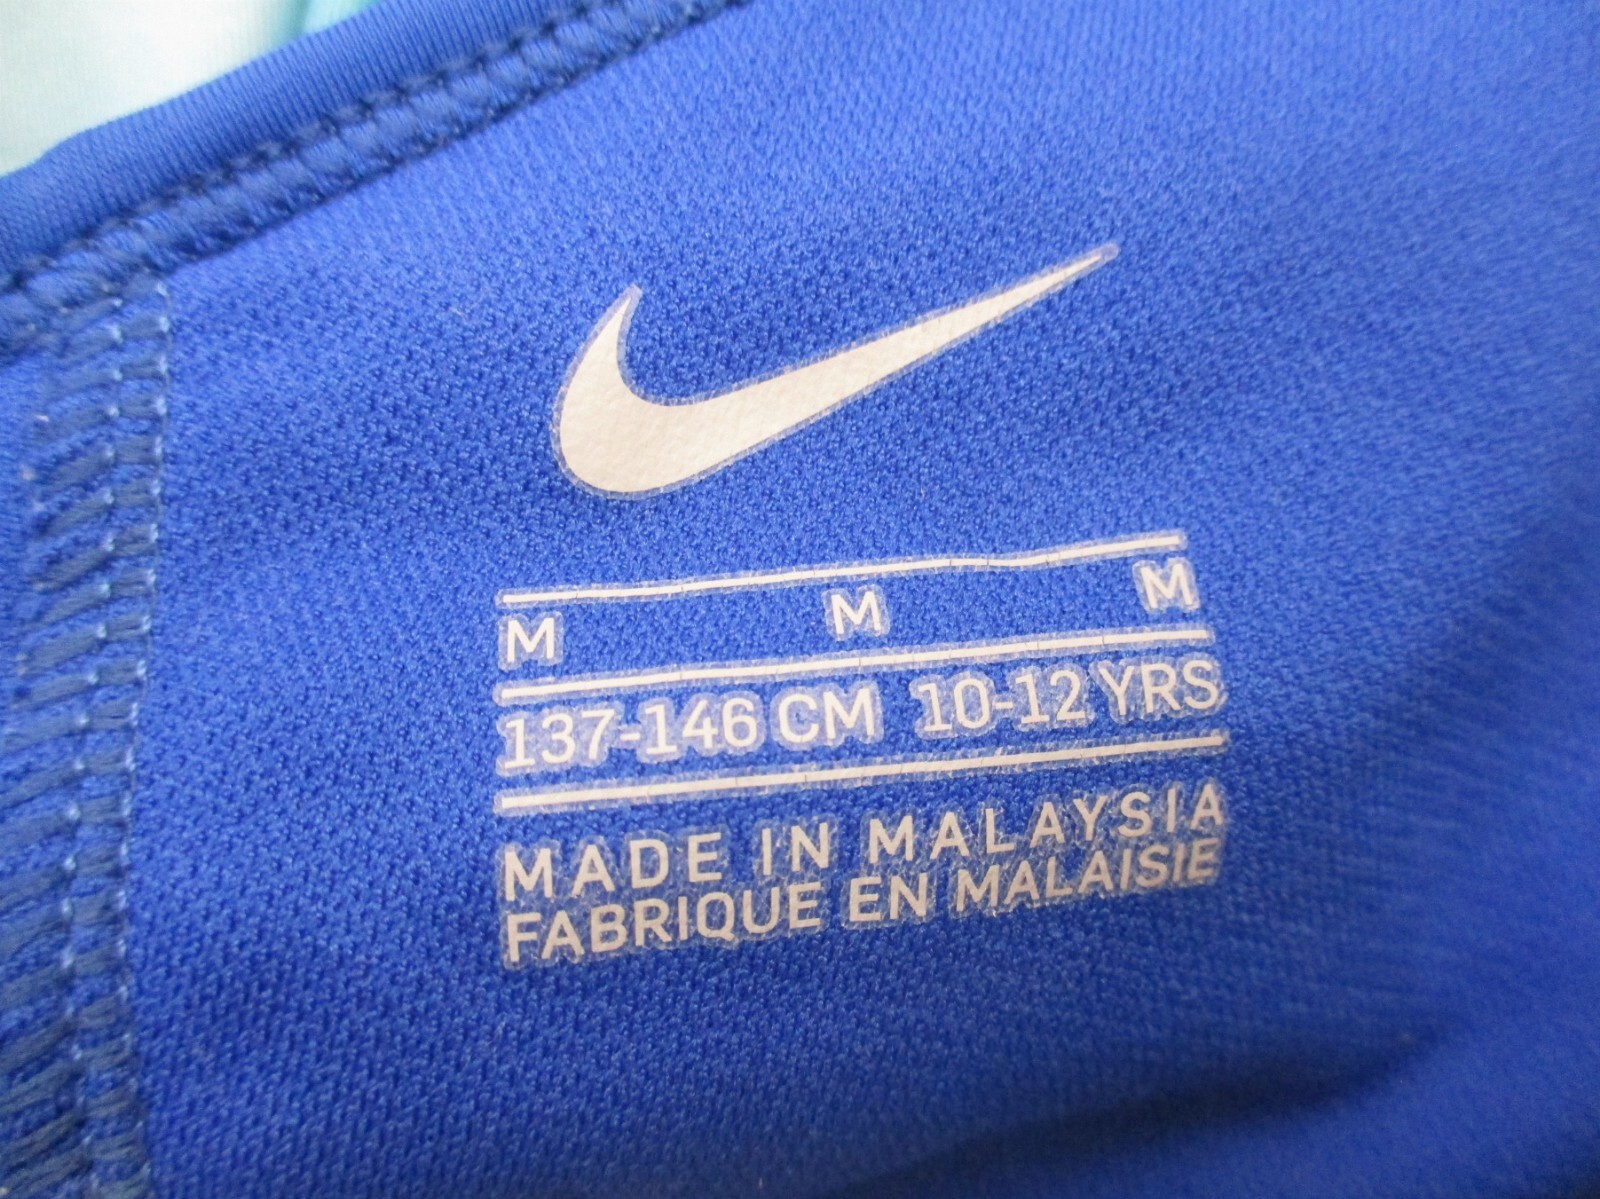 M M M
137-146 CM 10-12 YRS
MADE IN MALAYSIA
FABRIQUE EN MALAISIE